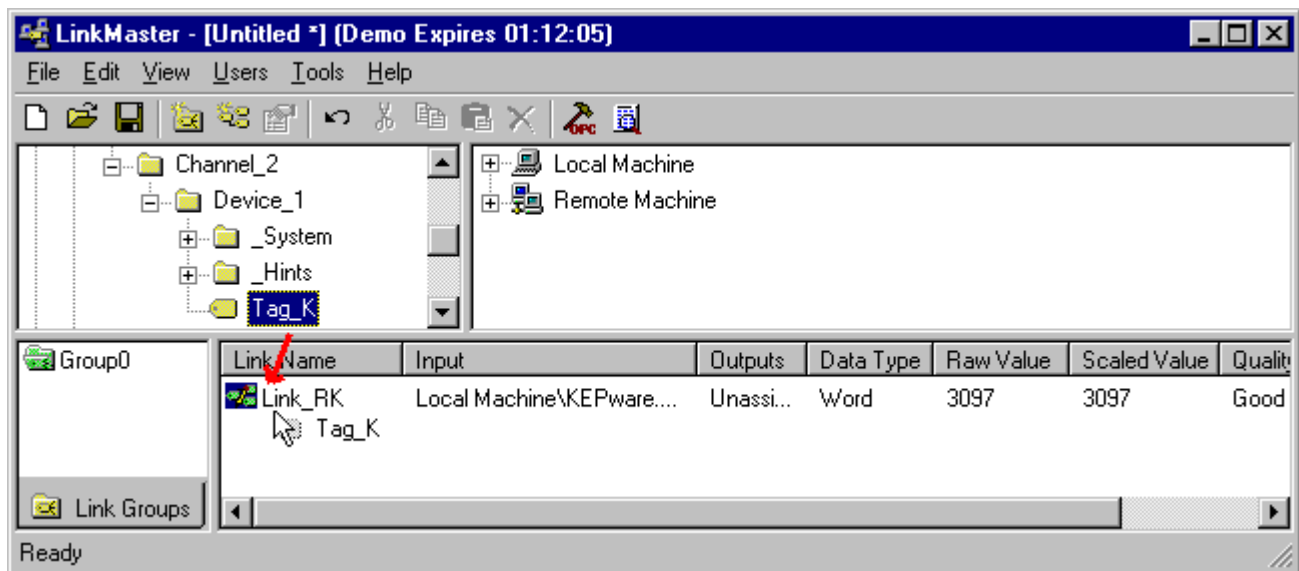 LinkMaster - [Untitled *] (Demo Expires 01:12:05)
File Edit View Users Tools Help
OPC
Channel_2
Device_1
_System
_Hints
Tag_K
Local Machine
Remote Machine
Group0
Link Groups
Link Name Input Outputs Data Type Raw Value Scaled Value Quality
Link_RK Local Machine\KEPware.... Unassi... Word 3097 3097 Good
Tag_K
Ready